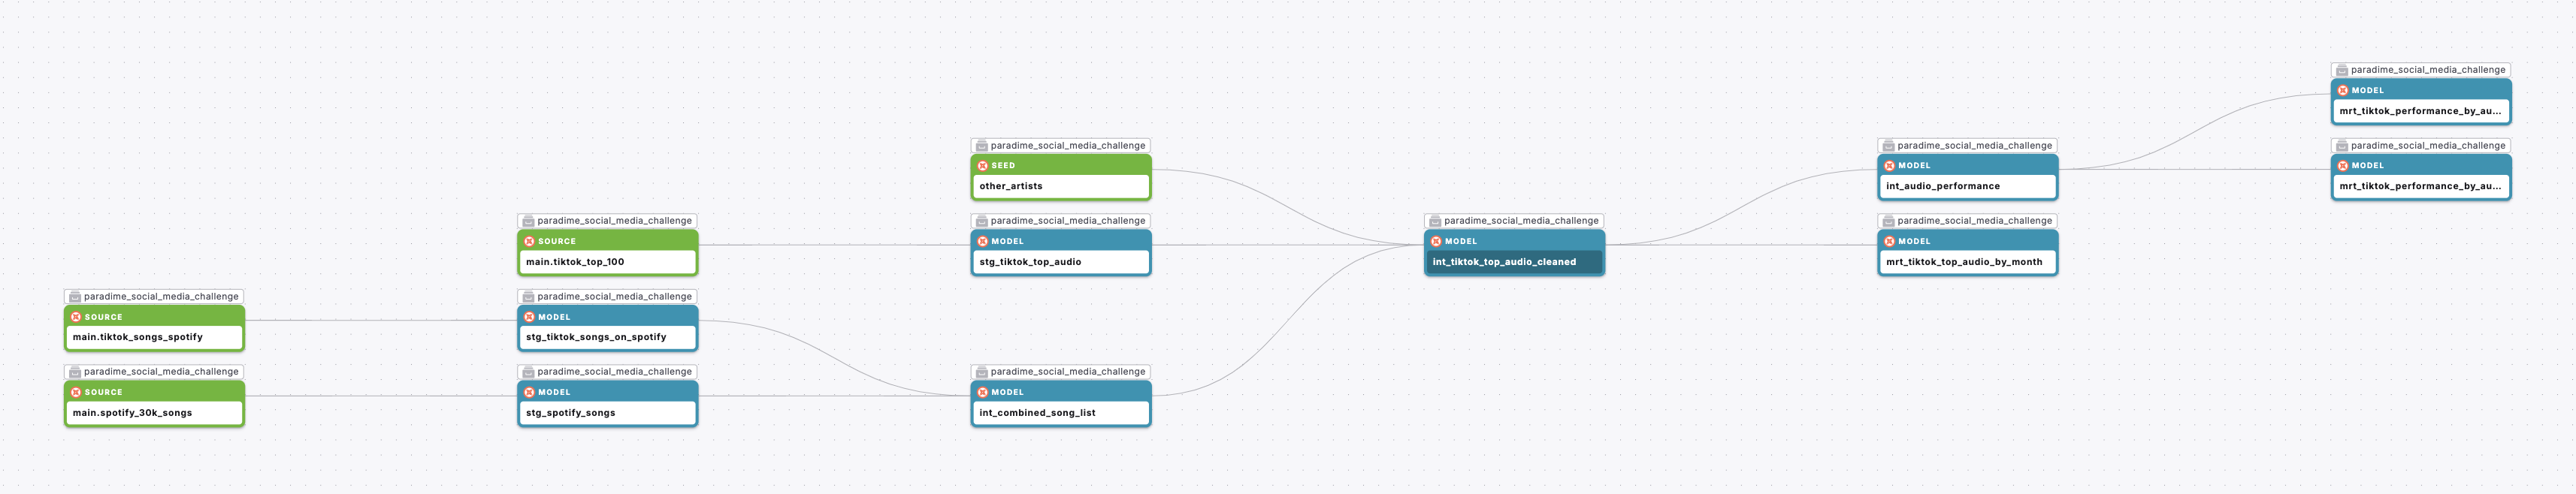 paradime_social_media_challenge
SOURCE
main.tiktok_songs_spotify
paradime_social_media_challenge
SOURCE
main.spotify_30k_songs
paradime_social_media_challenge
SOURCE
main.tiktok_top_100
paradime_social_media_challenge
MODEL
stg_tiktok_songs_on_spotify
paradime_social_media_challenge
MODEL
stg_spotify_songs
paradime_social_media_challenge
SEED
other_artists
paradime_social_media_challenge
MODEL
stg_tiktok_top_audio
paradime_social_media_challenge
MODEL
int_combined_song_list
paradime_social_media_challenge
MODEL
int_tiktok_top_audio_cleaned
paradime_social_media_challenge
MODEL
int_audio_performance
paradime_social_media_challenge
MODEL
mrt_tiktok_top_audio_by_month
paradime_social_media_challenge
MODEL
mrt_tiktok_performance_by_au...
paradime_social_media_challenge
MODEL
mrt_tiktok_performance_by_au...